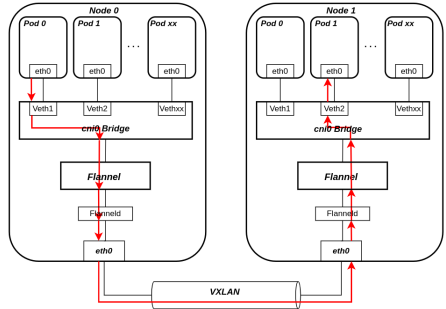 Node 0
Pod 0
Pod 1
Pod xx
. . .
eth0
eth0
eth0
Veth1
Veth2
Vethxx
cni0 Bridge
Flannel
Flanneld
eth0
Node 1
Pod 0
Pod 1
Pod xx
. . .
eth0
eth0
eth0
Veth1
Veth2
Vethxx
cni0 Bridge
Flannel
Flanneld
eth0
VXLAN